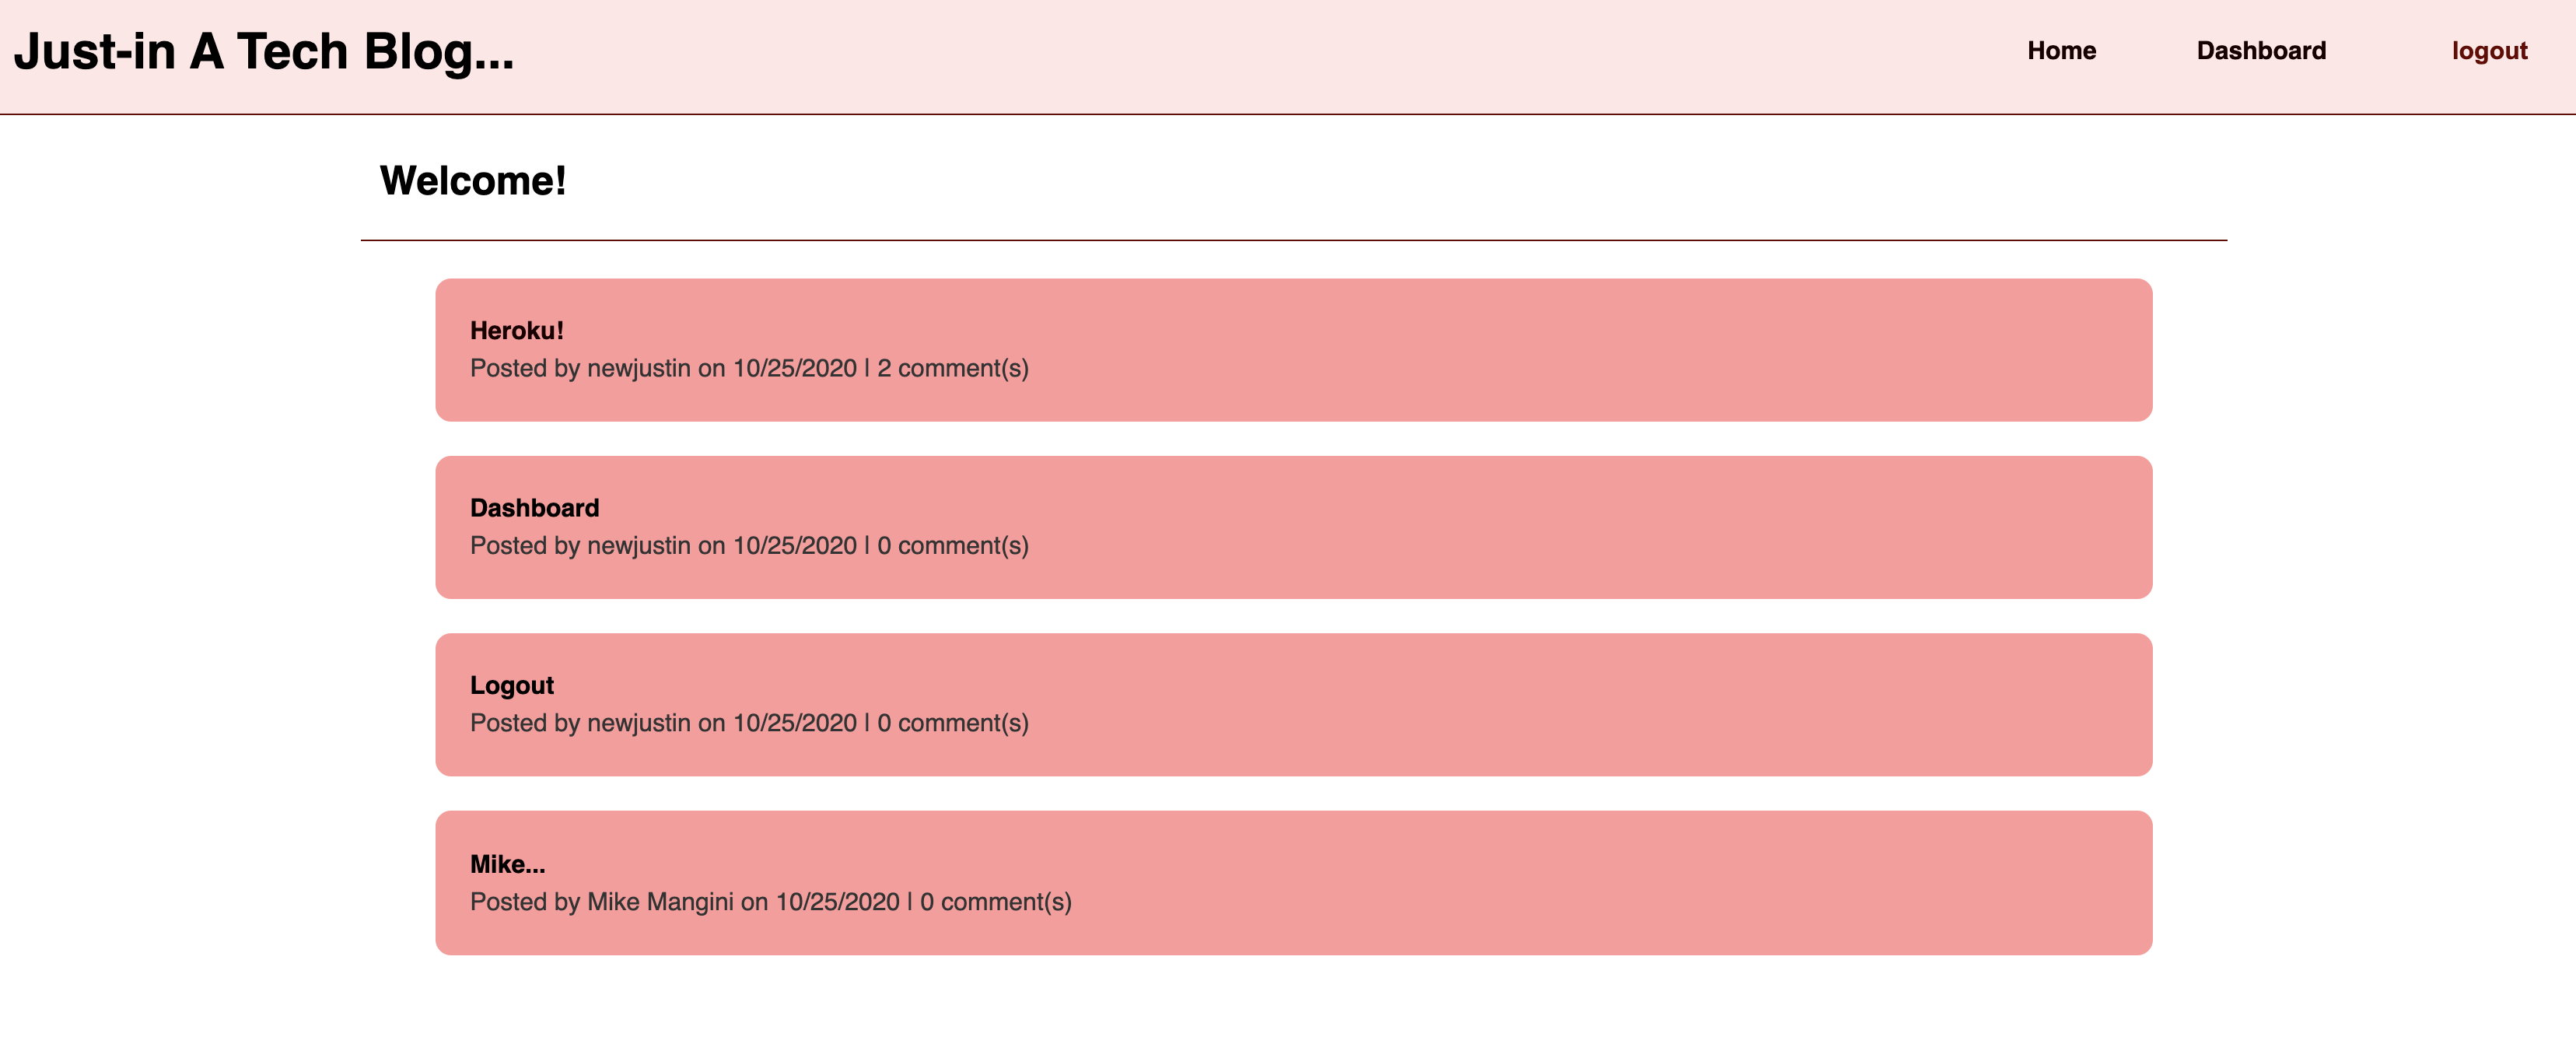 Just-in A Tech Blog...
Home Dashboard logout
Welcome!
Heroku!
Posted by newjustin on 10/25/2020 | 2 comment(s)
Dashboard
Posted by newjustin on 10/25/2020 | 0 comment(s)
Logout
Posted by newjustin on 10/25/2020 | 0 comment(s)
Mike...
Posted by Mike Mangini on 10/25/2020 | 0 comment(s)